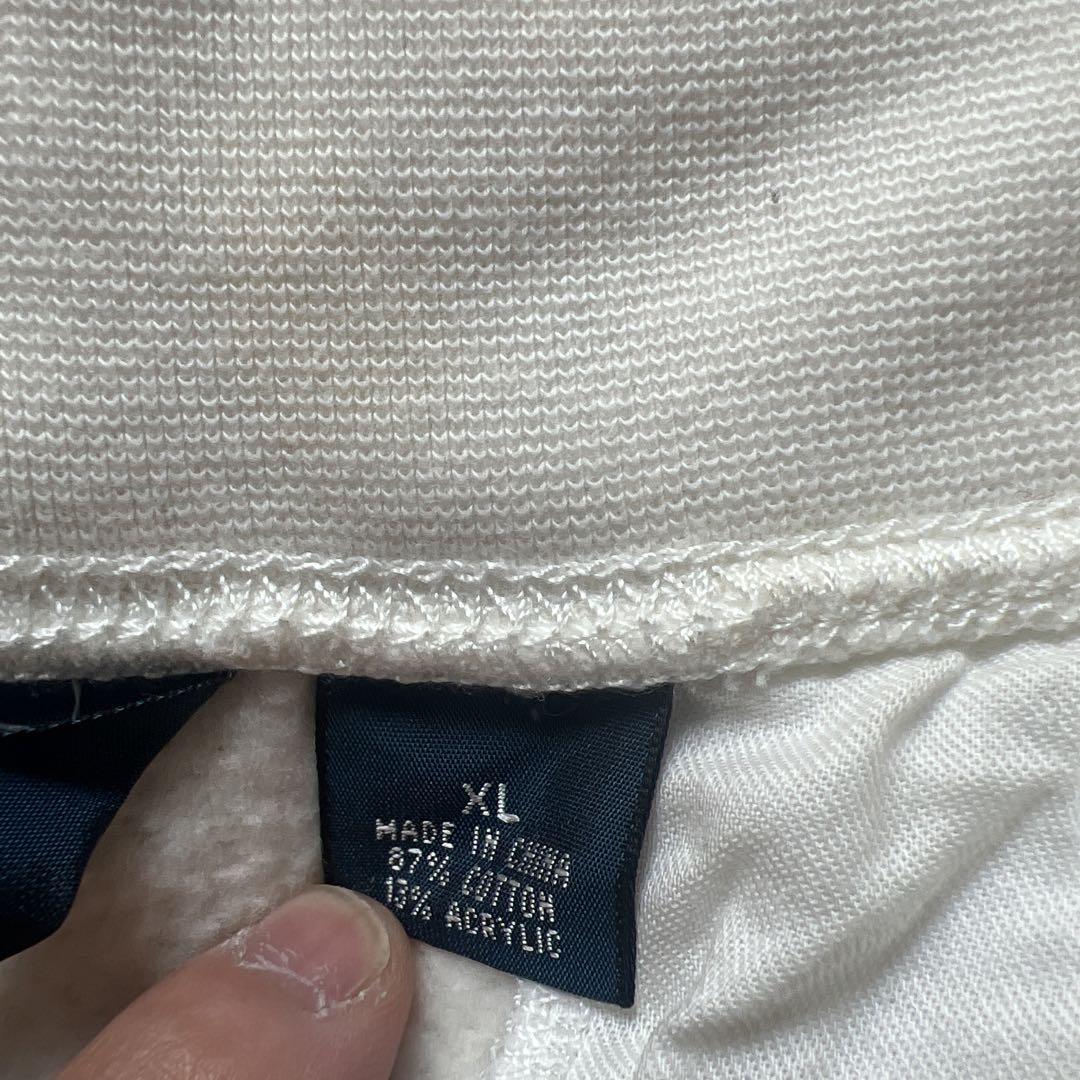 XL
MADE IN CHINA
87% COTTON
13% ACRYLIC